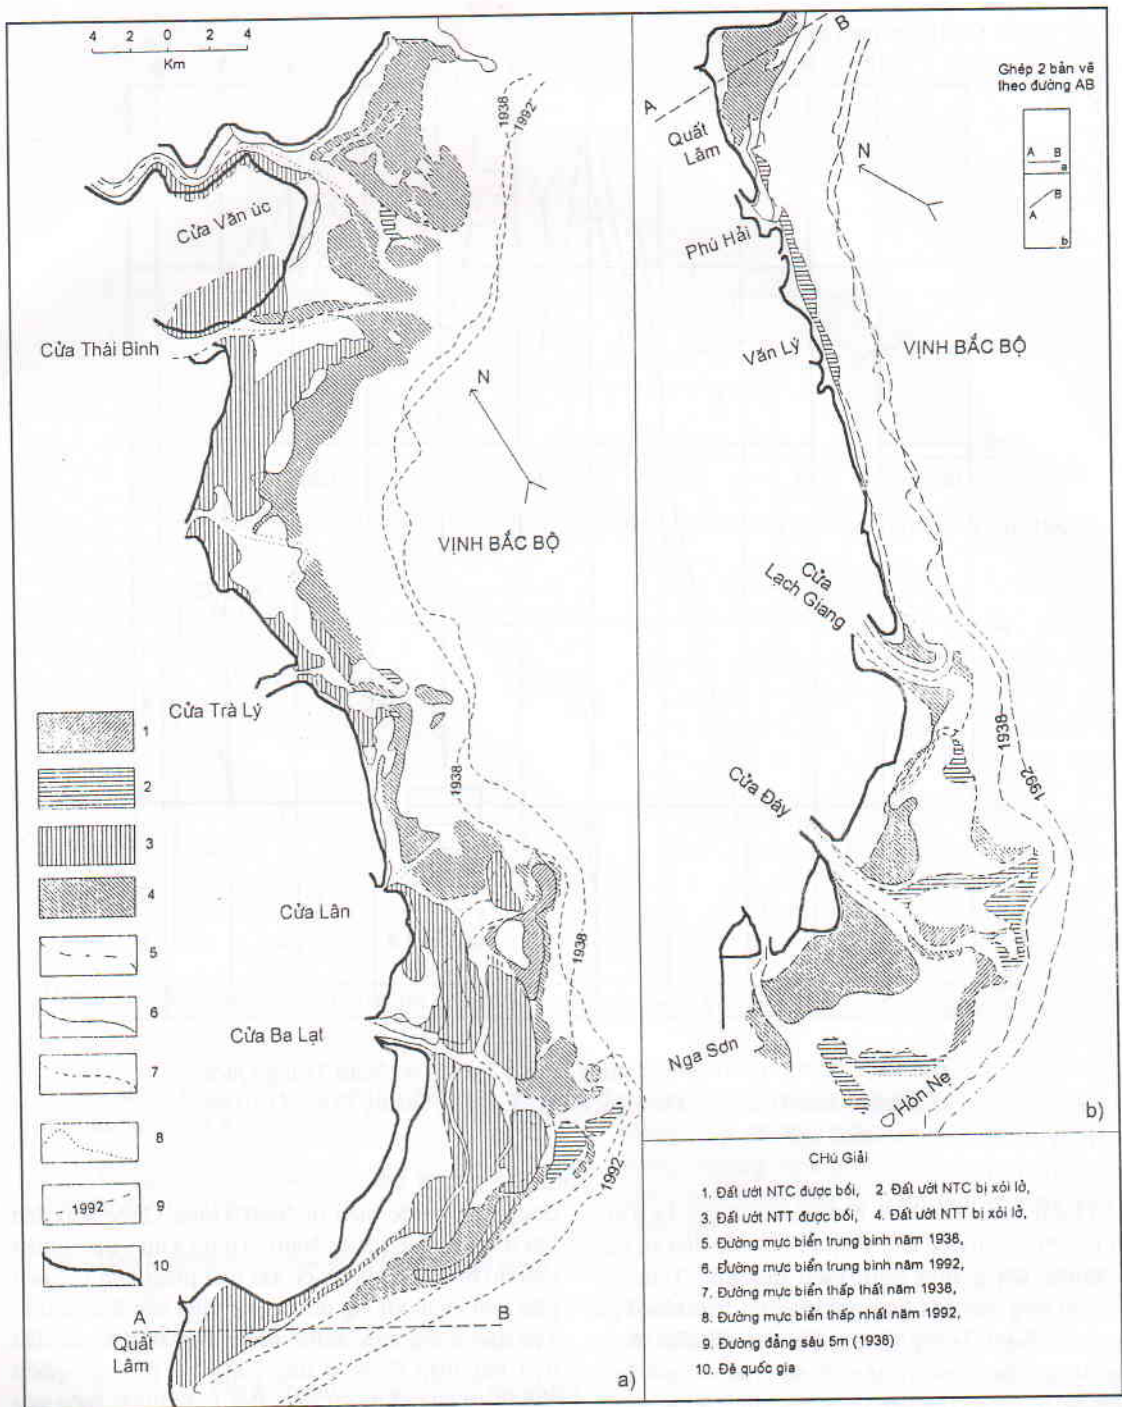 4 2 0 2 4
Km
1938
1992
Cửa Văn úc
Cửa Thái Bình
N
VỊNH BẮC BỘ
Cửa Trà Lý
1938
Cửa Lân
1938
Cửa Ba Lạt
1992
A
B
Quất
Lâm
a)
1
2
3
4
5
6
7
8
1992
9
10
B
A
Ghép 2 bản vẽ
theo đường AB
A B
a
B
A
b
Quất
Lâm
N
Phú Hải
Văn Lý
VỊNH BẮC BỘ
Cửa
Lạch Giang
1938
1992
Cửa Đáy
Nga Sơn
Hòn Nẹ
b)
CHú Giải
1. Đất ướt NTC được bồi, 2. Đất ướt NTC bị xói lở,
3. Đất ướt NTT được bồi, 4. Đất ướt NTT bị xói lở,
5. Đường mực biển trung bình năm 1938,
6. Đường mực biển trung bình năm 1992,
7. Đường mực biển thấp thất năm 1938,
8. Đường mực biển thấp nhất năm 1992,
9. Đường đẳng sâu 5m (1938)
10. Đê quốc gia